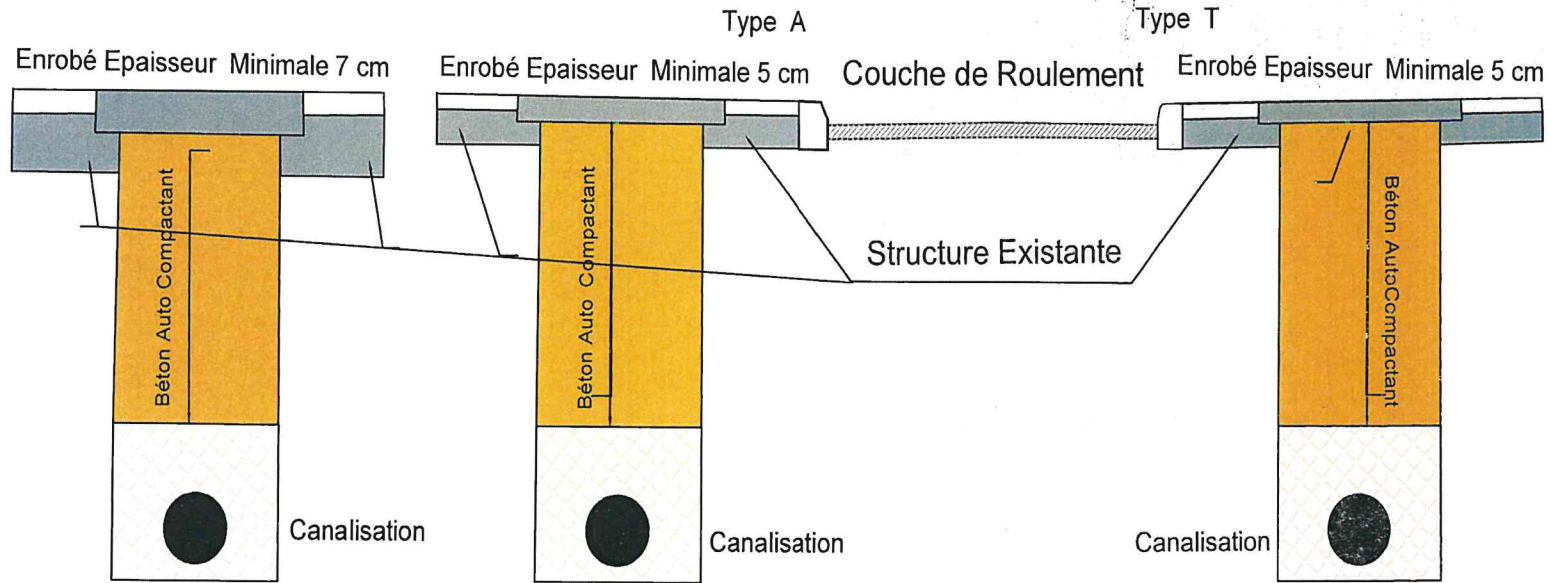 Type A
Type T
Enrobé Epaisseur Minimale 7 cm
Enrobé Epaisseur Minimale 5 cm
Couche de Roulement
Enrobé Epaisseur Minimale 5 cm
Béton Auto Compactant
Béton Auto Compactant
Béton AutoCompactant
Structure Existante
Canalisation
Canalisation
Canalisation